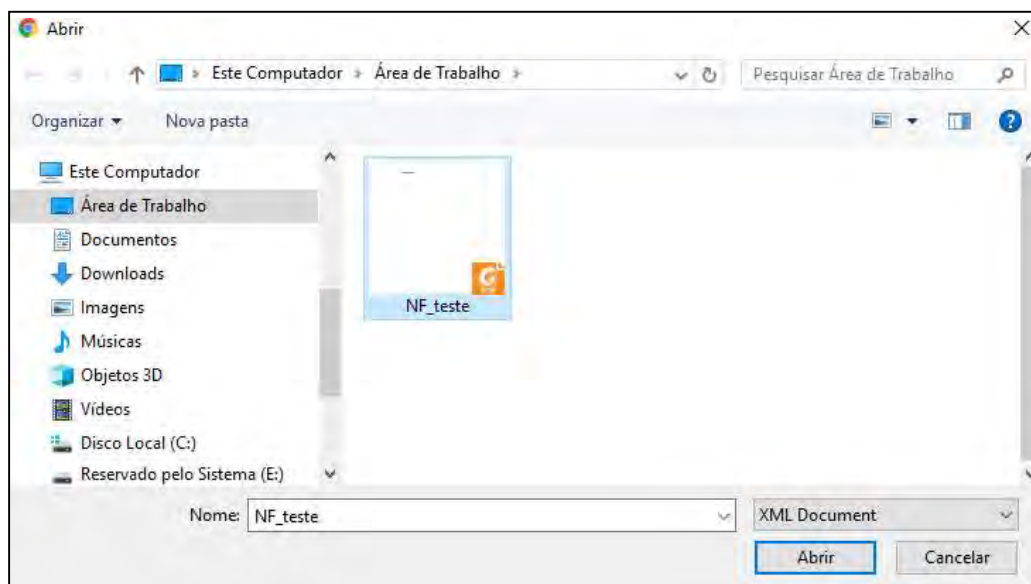 Abrir
Este Computador > Área de Trabalho >
Pesquisar Área de Trabalho
Organizar
Nova pasta
Este Computador
Área de Trabalho
Documentos
Downloads
Imagens
Músicas
Objetos 3D
Vídeos
Disco Local (C:)
Reservado pelo Sistema (E:)
NF_teste
Nome: NF_teste
XML Document
Abrir
Cancelar